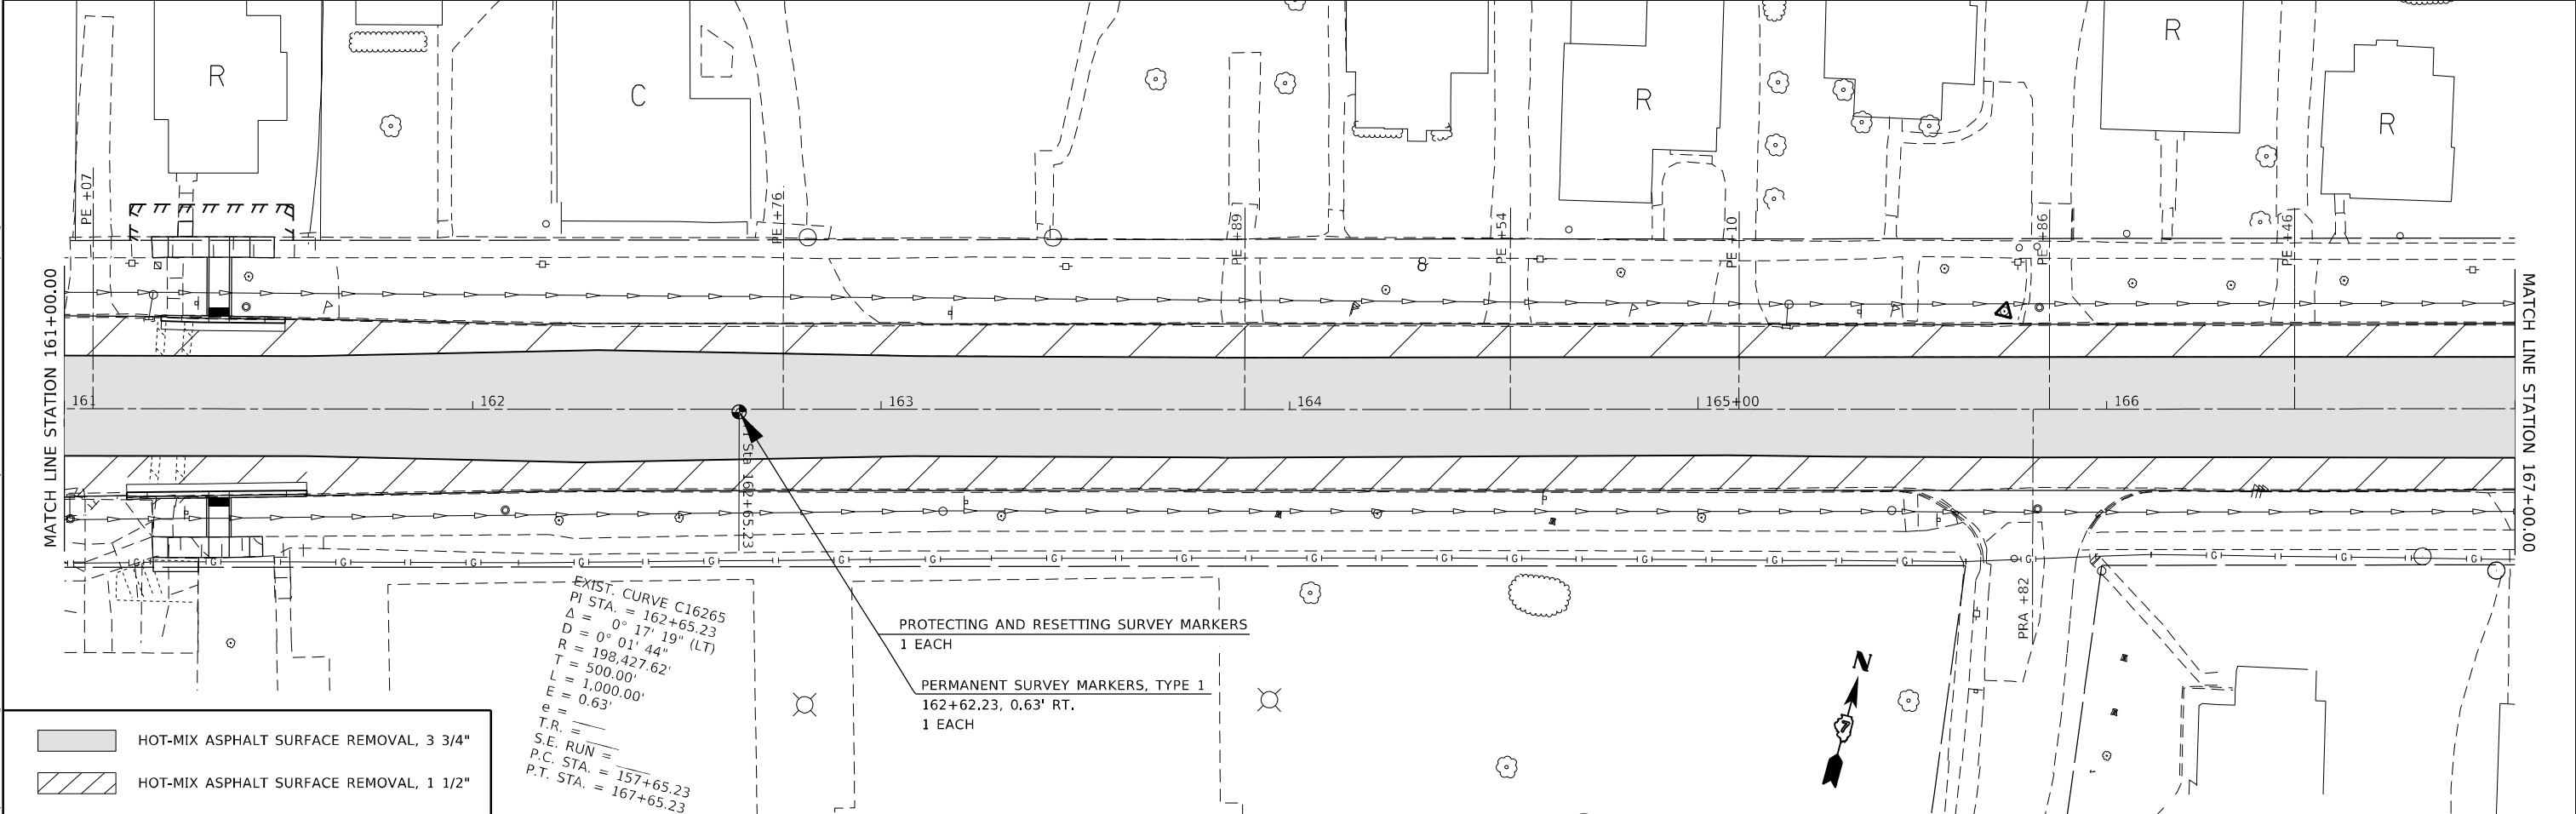 R
C
R
R
R
PE +07
PE +76
PE +89
PE +54
PE +10
PE +86
PE +46
MATCH LINE STATION 161+00.00
161
162
163
164
165+00
166
MATCH LINE STATION 167+00.00
PI Sta 162+65.23
G G G G G G G G G G G G G G G G G G G
PRA +82
EXIST. CURVE C16265
PI STA. = 162+65.23
Δ = 0° 17' 19" (LT)
D = 0° 01' 44"
R = 198,427.62'
T = 500.00'
L = 1,000.00'
E = 0.63'
e = ____
T.R. = ____
S.E. RUN = ____
P.C. STA. = 157+65.23
P.T. STA. = 167+65.23
PROTECTING AND RESETTING SURVEY MARKERS
1 EACH
PERMANENT SURVEY MARKERS, TYPE 1
162+62.23, 0.63' RT.
1 EACH
N
7
HOT-MIX ASPHALT SURFACE REMOVAL, 3 3/4"
HOT-MIX ASPHALT SURFACE REMOVAL, 1 1/2"